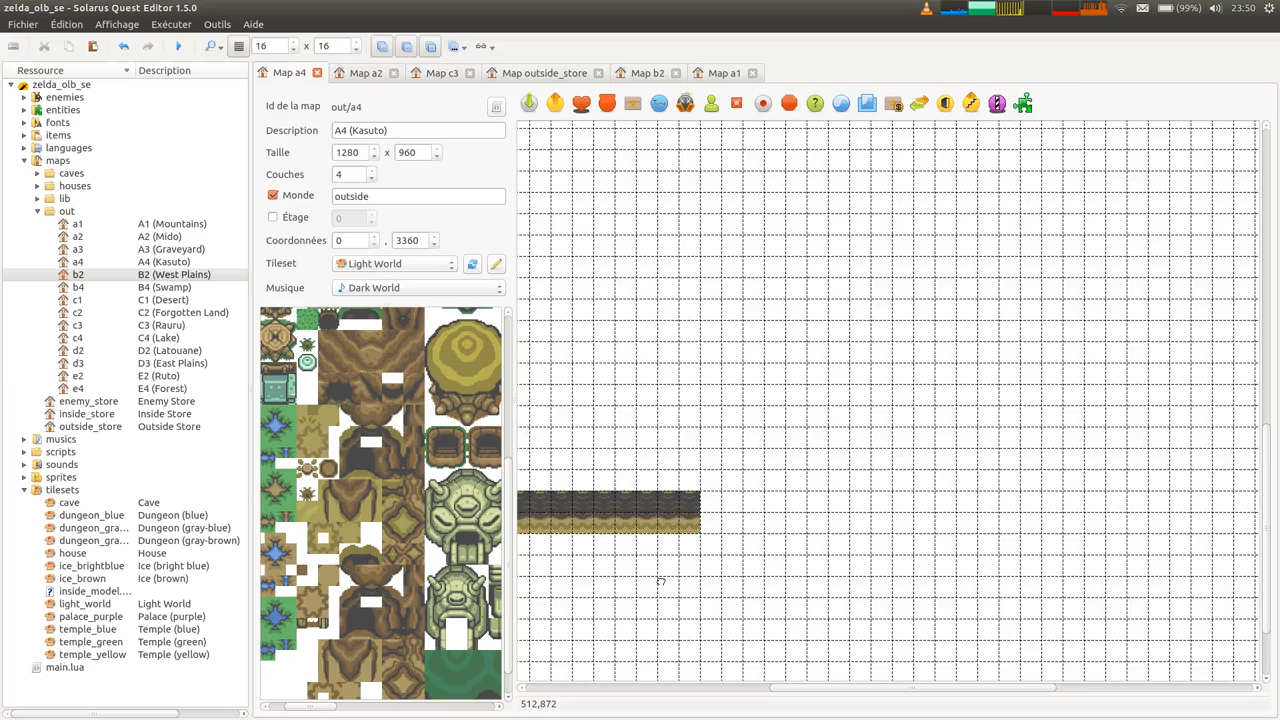 zelda_olb_se - Solarus Quest Editor 1.5.0
(99%)
23:50
Fichier Édition Affichage Exécuter Outils Aide
16 x 16
Ressource Description
zelda_olb_se
enemies
entities
fonts
items
languages
maps
caves
houses
lib
out
a1 A1 (Mountains)
a2 A2 (Mido)
a3 A3 (Graveyard)
a4 A4 (Kasuto)
b2 B2 (West Plains)
b4 B4 (Swamp)
c1 C1 (Desert)
c2 C2 (Forgotten Land)
c3 C3 (Rauru)
c4 C4 (Lake)
d2 D2 (Latouane)
d3 D3 (East Plains)
e2 E2 (Ruto)
e4 E4 (Forest)
enemy_store Enemy Store
inside_store Inside Store
outside_store Outside Store
musics
scripts
sounds
sprites
tilesets
cave Cave
dungeon_blue Dungeon (blue)
dungeon_gra... Dungeon (gray-blue)
dungeon_gra... Dungeon (gray-brown)
house House
ice_brightblue Ice (bright blue)
ice_brown Ice (brown)
inside_model....
light_world Light World
palace_purple Palace (purple)
temple_blue Temple (blue)
temple_green Temple (green)
temple_yellow Temple (yellow)
main.lua
Map a4 Map a2 Map c3 Map outside_store Map b2 Map a1
Id de la map out/a4
Description A4 (Kasuto)
Taille 1280 x 960
Couches 4
Monde outside
Étage 0
Coordonnées 0 , 3360
Tileset Light World
Musique Dark World
512,872